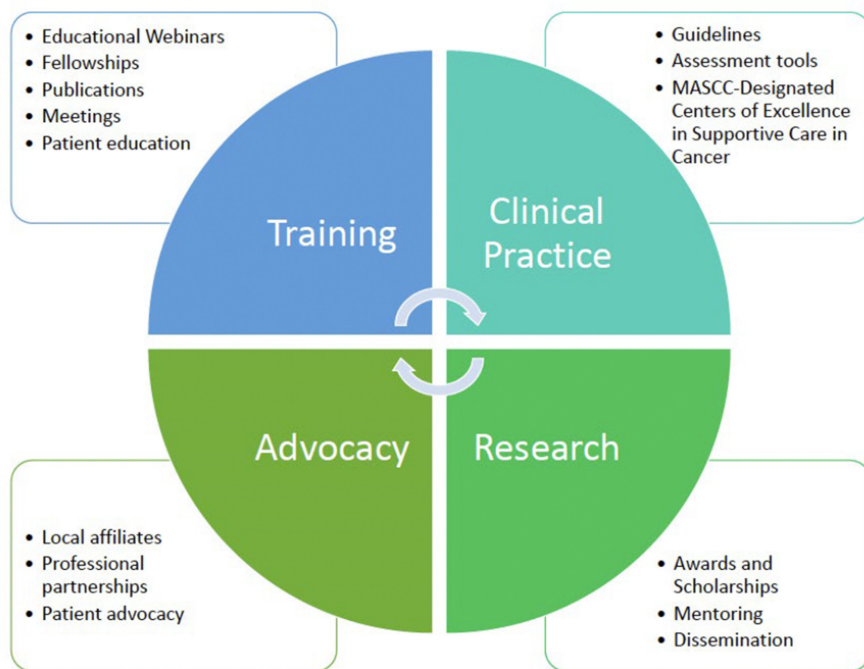 • Educational Webinars
• Fellowships
• Publications
• Meetings
• Patient education
• Guidelines
• Assessment tools
• MASCC-Designated
Centers of Excellence
in Supportive Care in
Cancer
Training
Clinical
Practice
Advocacy
Research
• Local affiliates
• Professional
partnerships
• Patient advocacy
• Awards and
Scholarships
• Mentoring
• Dissemination